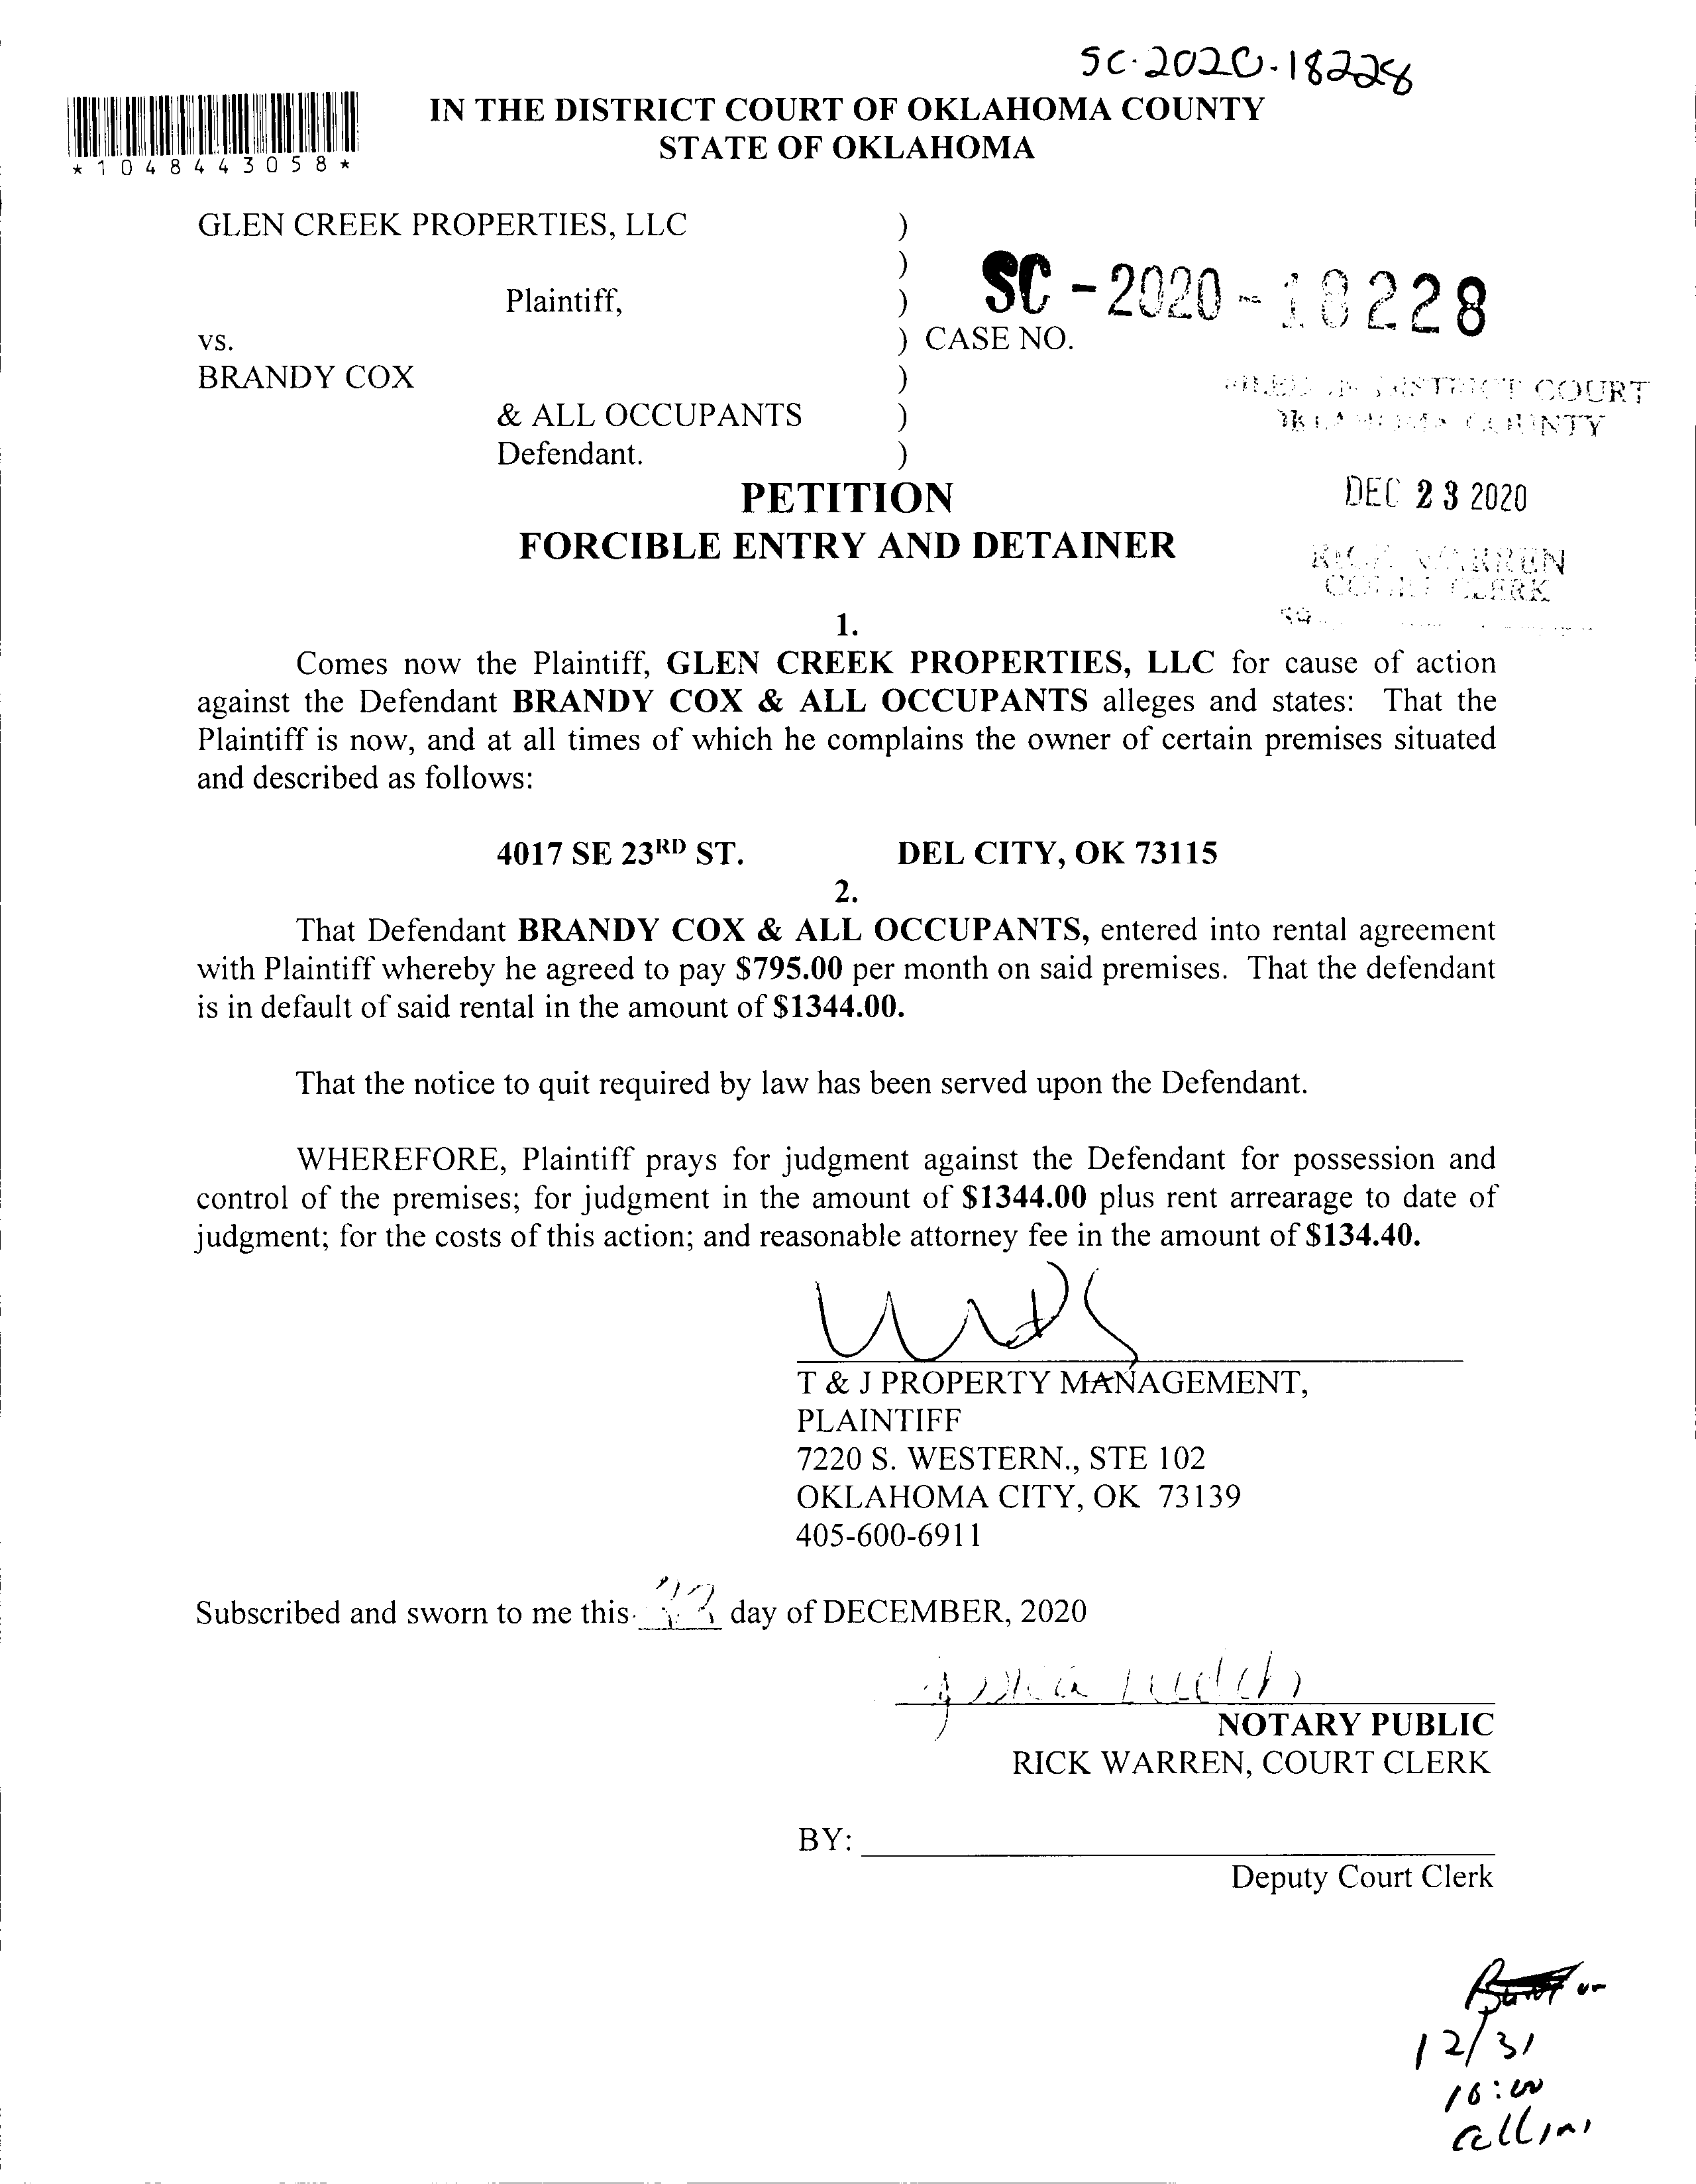 SC-2020-18228
IN THE DISTRICT COURT OF OKLAHOMA COUNTY
STATE OF OKLAHOMA
*1048443058*
GLEN CREEK PROPERTIES, LLC )
)
Plaintiff, )
SC-2020-18228
vs. ) CASE NO.
BRANDY COX )
& ALL OCCUPANTS )
Defendant. )
DISTRICT COURT
OKLAHOMA COUNTY
DEC 23 2020
RICK WARREN
COURT CLERK
PETITION
FORCIBLE ENTRY AND DETAINER
1.
Comes now the Plaintiff, GLEN CREEK PROPERTIES, LLC for cause of action
against the Defendant BRANDY COX & ALL OCCUPANTS alleges and states: That the
Plaintiff is now, and at all times of which he complains the owner of certain premises situated
and described as follows:
4017 SE 23RD ST. DEL CITY, OK 73115
2.
That Defendant BRANDY COX & ALL OCCUPANTS, entered into rental agreement
with Plaintiff whereby he agreed to pay $795.00 per month on said premises. That the defendant
is in default of said rental in the amount of $1344.00.
That the notice to quit required by law has been served upon the Defendant.
WHEREFORE, Plaintiff prays for judgment against the Defendant for possession and
control of the premises; for judgment in the amount of $1344.00 plus rent arrearage to date of
judgment; for the costs of this action; and reasonable attorney fee in the amount of $134.40.
T & J PROPERTY MANAGEMENT,
PLAINTIFF
7220 S. WESTERN., STE 102
OKLAHOMA CITY, OK 73139
405-600-6911
Subscribed and sworn to me this day of DECEMBER, 2020
NOTARY PUBLIC
RICK WARREN, COURT CLERK
BY:
Deputy Court Clerk
12/31